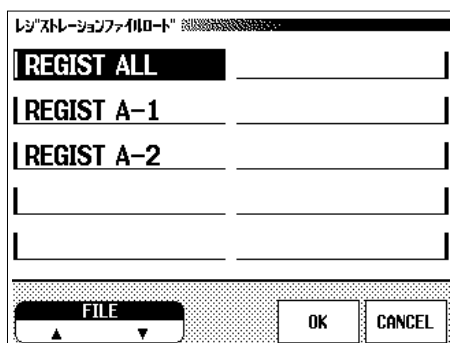 レジストレーションファイルロード
REGIST ALL
REGIST A-1
REGIST A-2
FILE
▲ ▼
OK
CANCEL